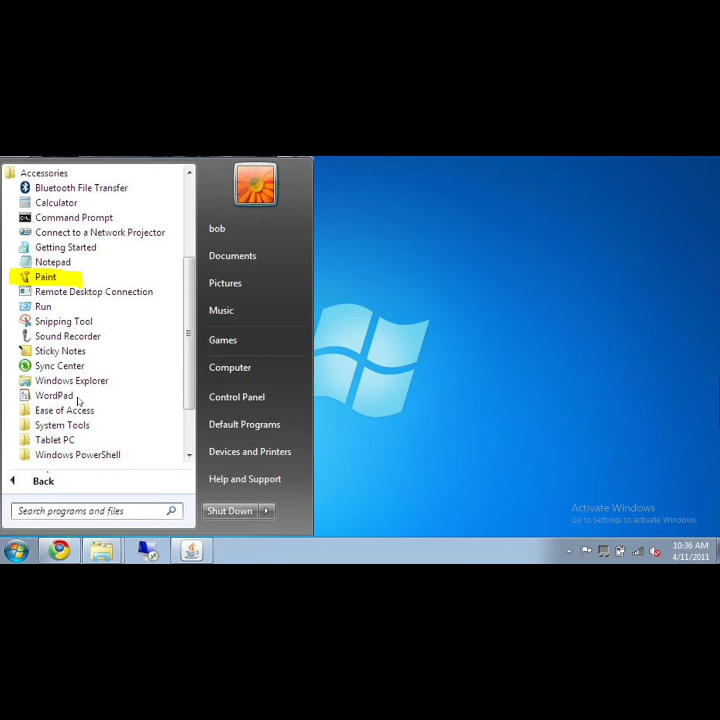 Accessories
Bluetooth File Transfer
Calculator
Command Prompt
Connect to a Network Projector
Getting Started
Notepad
Paint
Remote Desktop Connection
Run
Snipping Tool
Sound Recorder
Sticky Notes
Sync Center
Windows Explorer
WordPad
Ease of Access
System Tools
Tablet PC
Windows PowerShell
Back
Search programs and files
bob
Documents
Pictures
Music
Games
Computer
Control Panel
Default Programs
Devices and Printers
Help and Support
Shut Down
Activate Windows
Go to Settings to activate Windows.
10:36 AM
4/11/2011